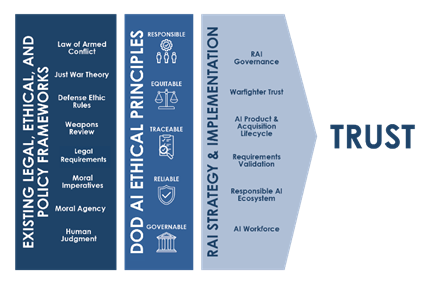 EXISTING LEGAL, ETHICAL, AND
POLICY FRAMEWORKS
Law of Armed
Conflict
Just War Theory
Defense Ethic
Rules
Weapons
Review
Legal
Requirements
Moral
Imperatives
Moral Agency
Human
Judgment
DOD AI ETHICAL PRINCIPLES
RESPONSIBLE
EQUITABLE
TRACEABLE
RELIABLE
GOVERNABLE
RAI STRATEGY & IMPLEMENTATION
RAI
Governance
Warfighter Trust
AI Product &
Acquisition
Lifecycle
Requirements
Validation
Responsible AI
Ecosystem
AI Workforce
TRUST